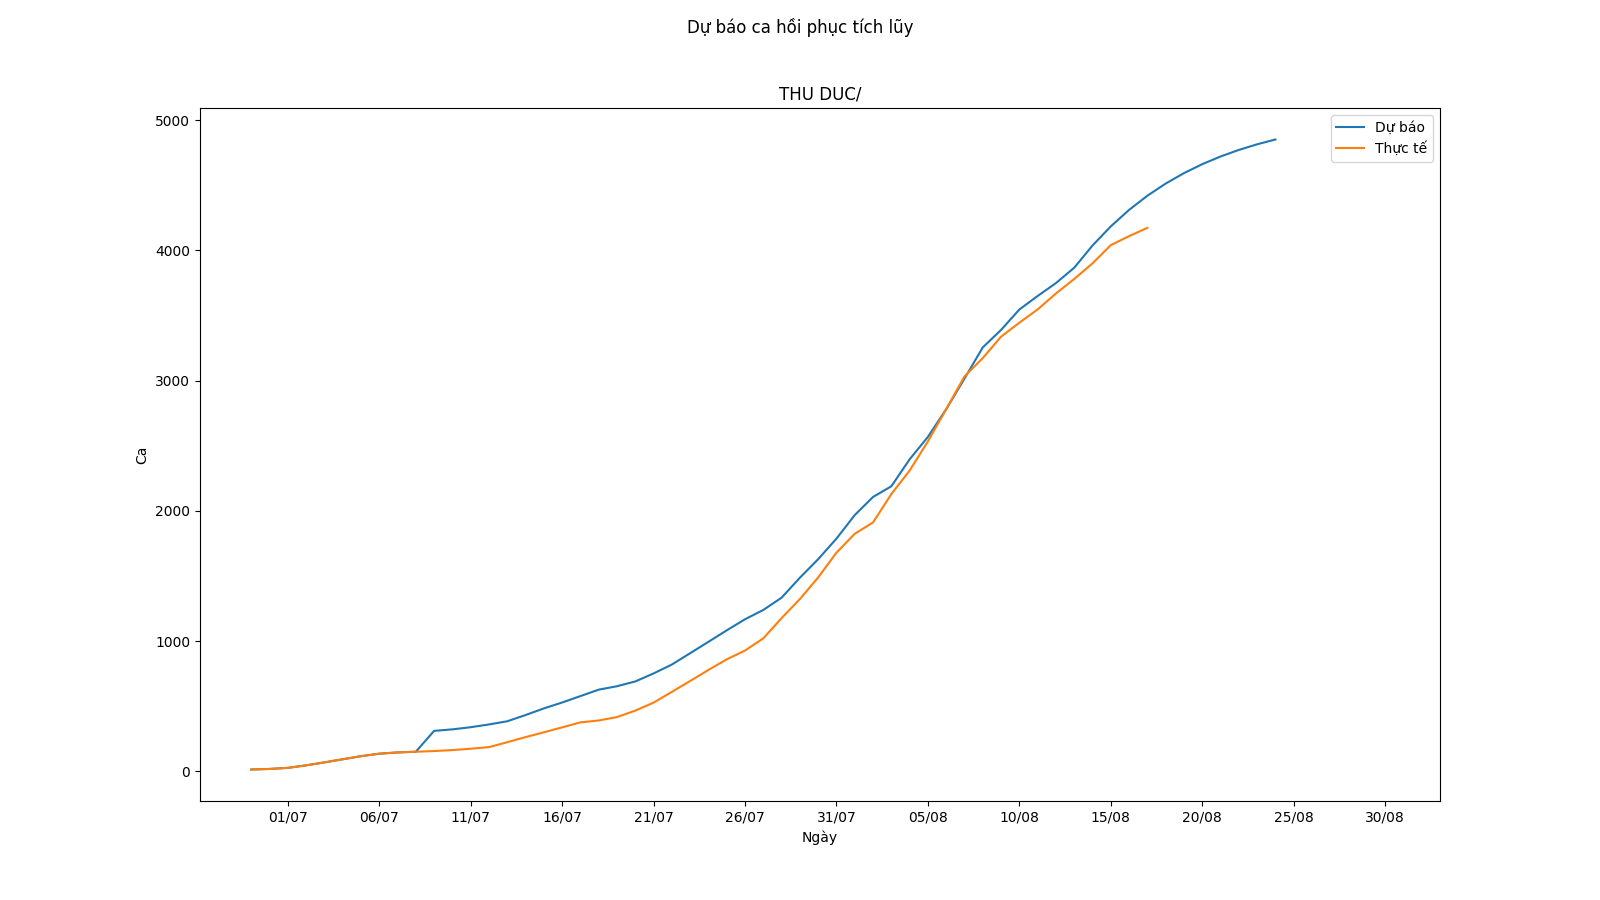 Dự báo ca hồi phục tích lũy
THU DUC/
5000
4000
3000
2000
1000
0
Ca
Dự báo
Thực tế
01/07 06/07 11/07 16/07 21/07 26/07 31/07 05/08 10/08 15/08 20/08 25/08 30/08
Ngày